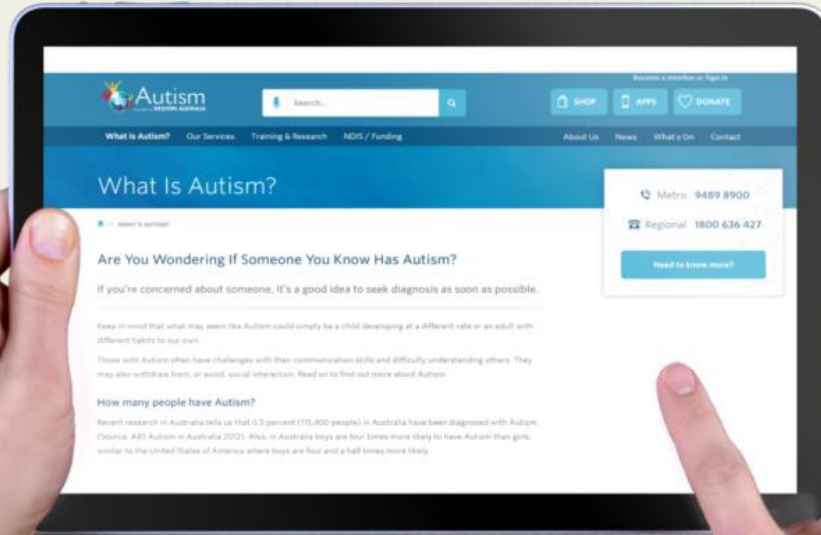 Become a member or Sign in
Autism
WESTERN AUSTRALIA
Search...
SHOP
APPS
DONATE
What is Autism?
Our Services
Training & Research
NDIS / Funding
About Us
News
What's On
Contact
What Is Autism?
Metro 9489 8900
Regional 1800 636 427
Need to know more?
WHAT IS AUTISM?
Are You Wondering If Someone You Know Has Autism?
If you're concerned about someone, it's a good idea to seek diagnosis as soon as possible.
Keep in mind that what may seem like Autism could simply be a child developing at a different rate or an adult with
different habits to our own.
Those with Autism often have challenges with their communication skills and difficulty understanding others. They
may also withdraw from, or avoid, social interaction. Read on to find out more about Autism.
How many people have Autism?
Recent research in Australia tells us that 0.5 percent (115,400 people) in Australia have been diagnosed with Autism.
(Source: ABS Autism in Australia 2012). Also, in Australia boys are four times more likely to have Autism than girls,
similar to the United States of America where boys are four and a half times more likely.